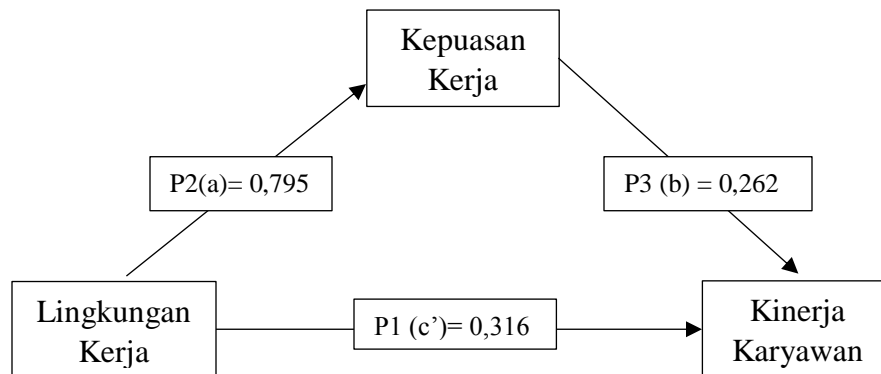 Kepuasan
Kerja
P2(a)= 0,795
P3 (b) = 0,262
Lingkungan
Kerja
P1 (c’)= 0,316
Kinerja
Karyawan